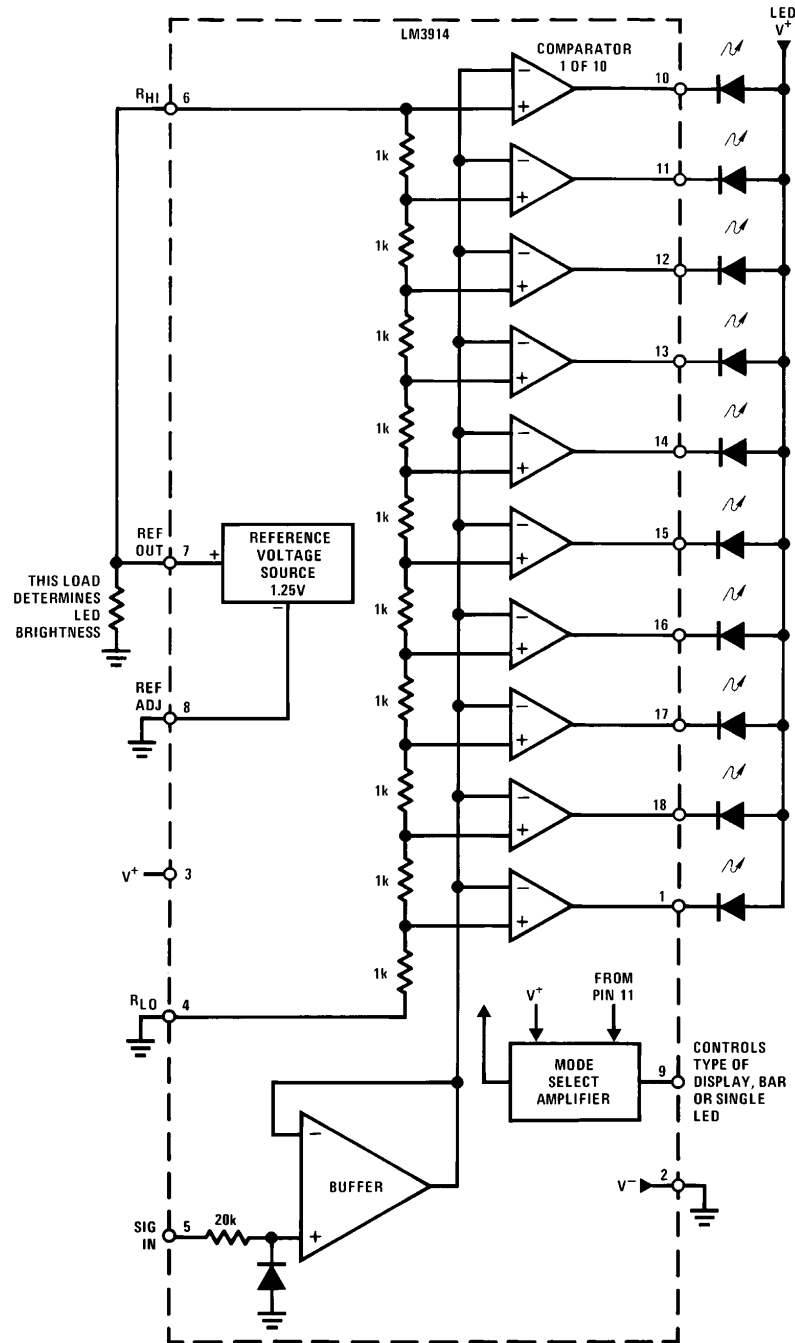 LM3914
LED
V+
COMPARATOR
1 OF 10
RHI
6
10
−
+
1k
11
−
+
1k
12
−
+
1k
13
−
+
1k
14
−
+
1k
15
−
+
REF
OUT
7
+
REFERENCE
VOLTAGE
SOURCE
1.25V
−
THIS LOAD
DETERMINES
LED
BRIGHTNESS
1k
16
−
+
REF
ADJ
8
1k
17
−
+
1k
18
−
+
V+
3
1k
1
−
+
1k
RLO
4
V+
FROM
PIN 11
MODE
SELECT
AMPLIFIER
9
CONTROLS
TYPE OF
DISPLAY, BAR
OR SINGLE
LED
−
BUFFER
+
V−
2
SIG
IN
5
20k